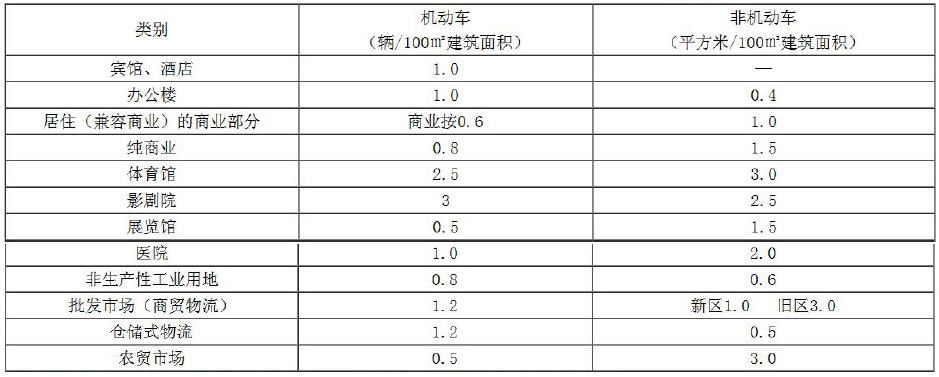 类别 机动车（辆/100㎡建筑面积） 非机动车（平方米/100㎡建筑面积）
宾馆、酒店 1.0 —
办公楼 1.0 0.4
居住（兼容商业）的商业部分 商业按0.6 1.0
纯商业 0.8 1.5
体育馆 2.5 3.0
影剧院 3 2.5
展览馆 0.5 1.5
医院 1.0 2.0
非生产性工业用地 0.8 0.6
批发市场（商贸物流） 1.2 新区1.0 旧区3.0
仓储式物流 1.2 0.5
农贸市场 0.5 3.0